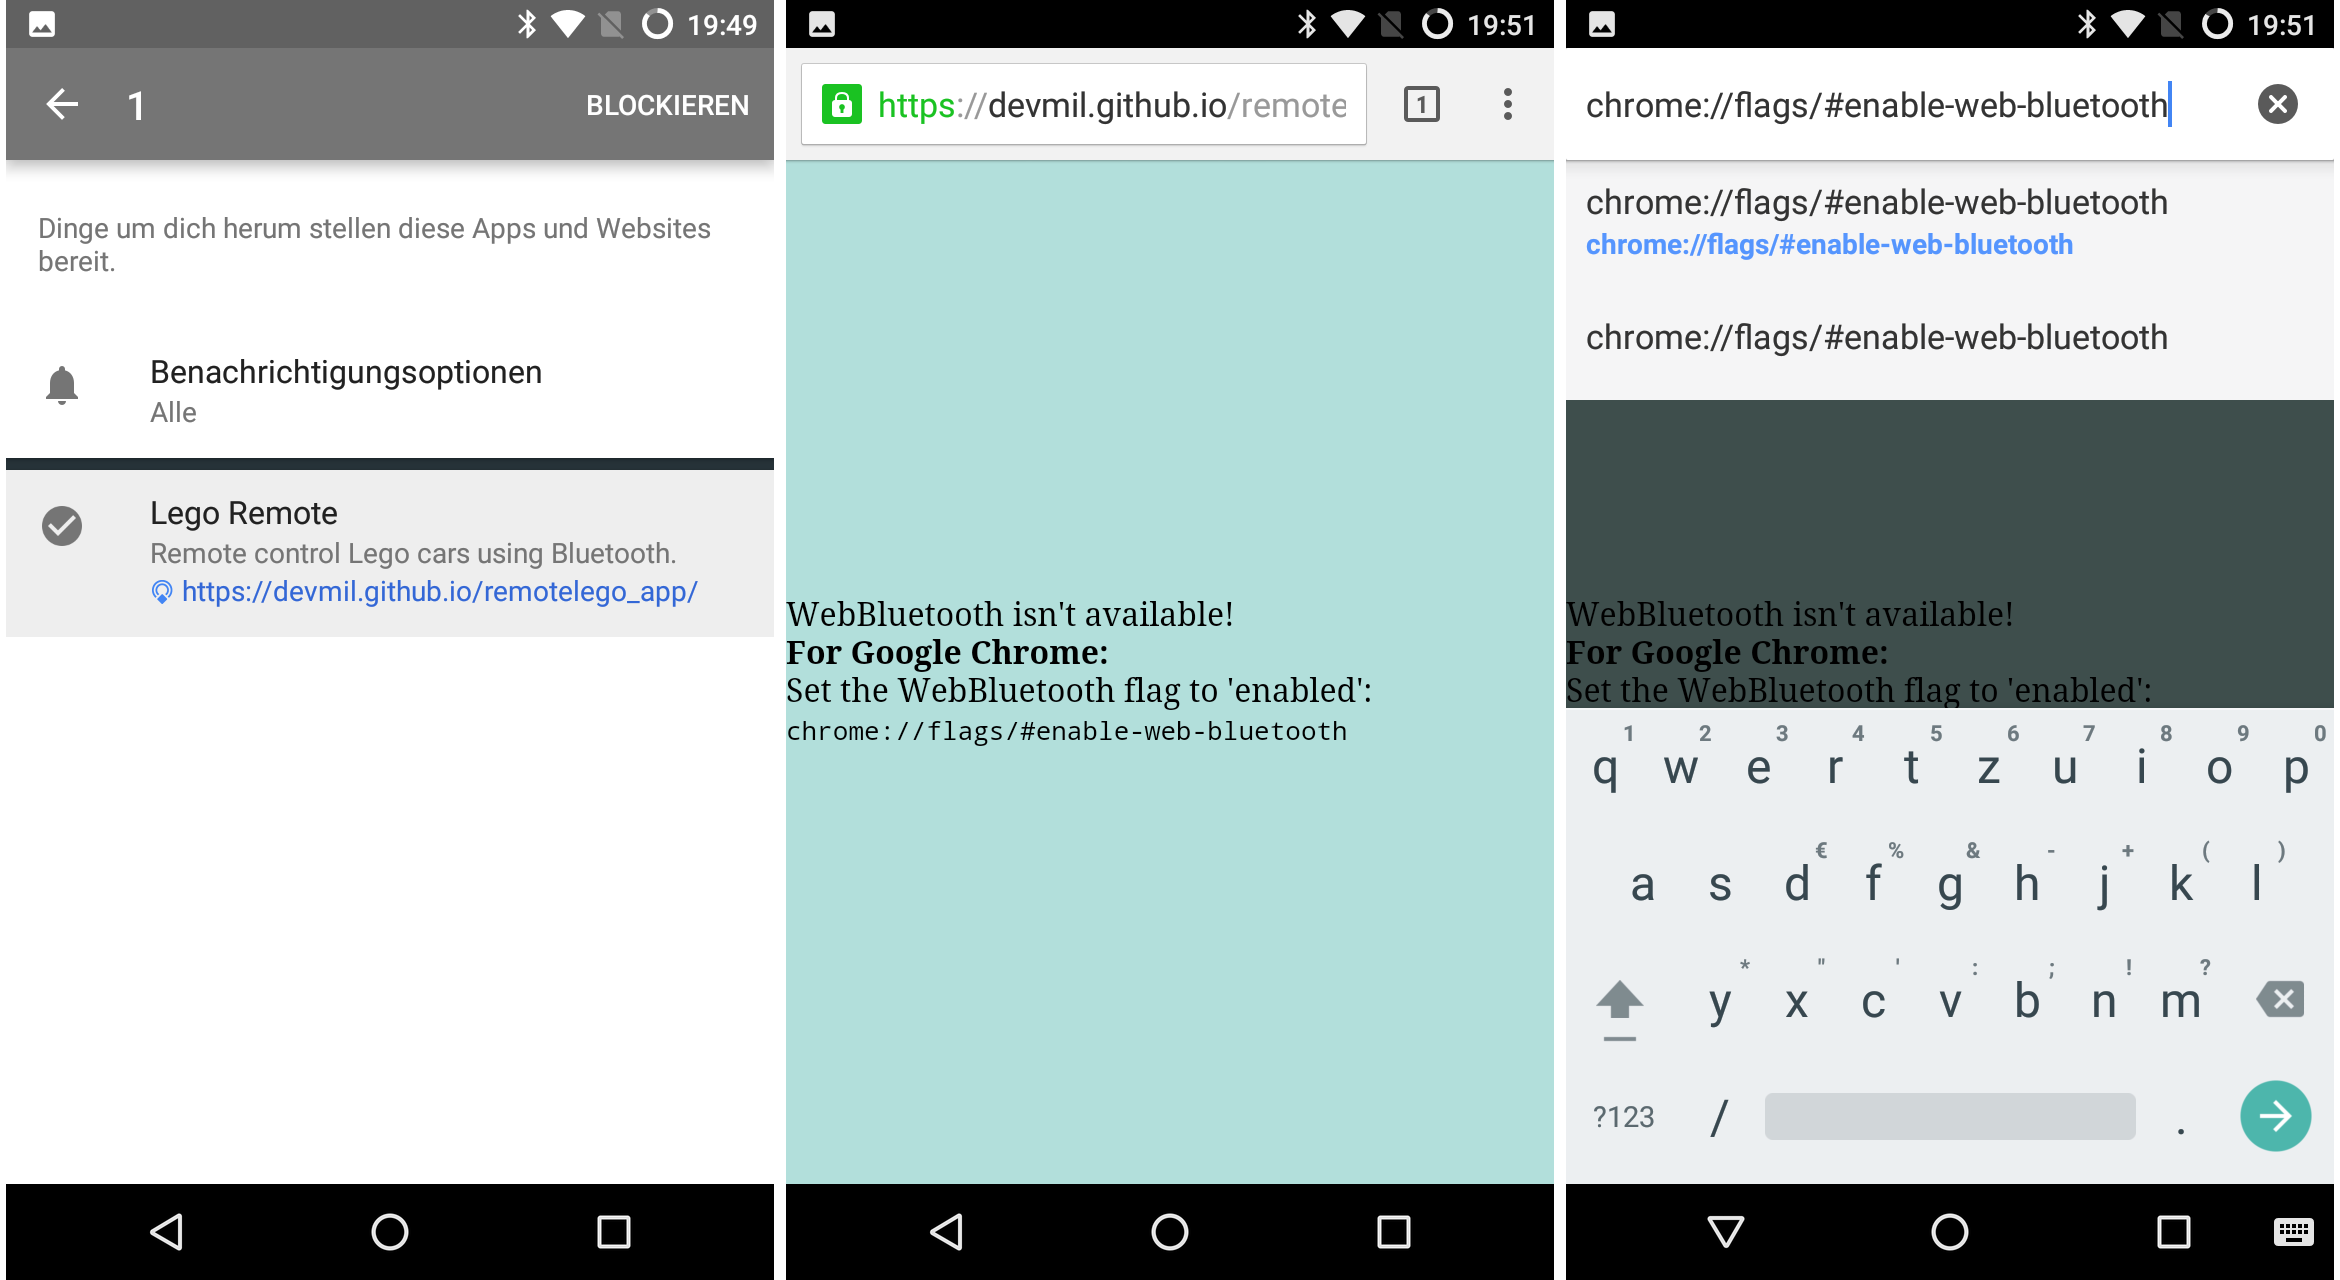 19:49
1
BLOCKIEREN
Dinge um dich herum stellen diese Apps und Websites
bereit.
Benachrichtigungsoptionen
Alle
Lego Remote
Remote control Lego cars using Bluetooth.
https://devmil.github.io/remotelego_app/
19:51
https://devmil.github.io/remote
1
WebBluetooth isn't available!
For Google Chrome:
Set the WebBluetooth flag to 'enabled':
chrome://flags/#enable-web-bluetooth
19:51
chrome://flags/#enable-web-bluetooth
chrome://flags/#enable-web-bluetooth
chrome://flags/#enable-web-bluetooth
chrome://flags/#enable-web-bluetooth
WebBluetooth isn't available!
For Google Chrome:
Set the WebBluetooth flag to 'enabled':
1 2 3 4 5 6 7 8 9 0
q w e r t z u i o p
€ % & - + ( )
a s d f g h j k l
* " ' : ; ! ?
y x c v b n m
?123 / .